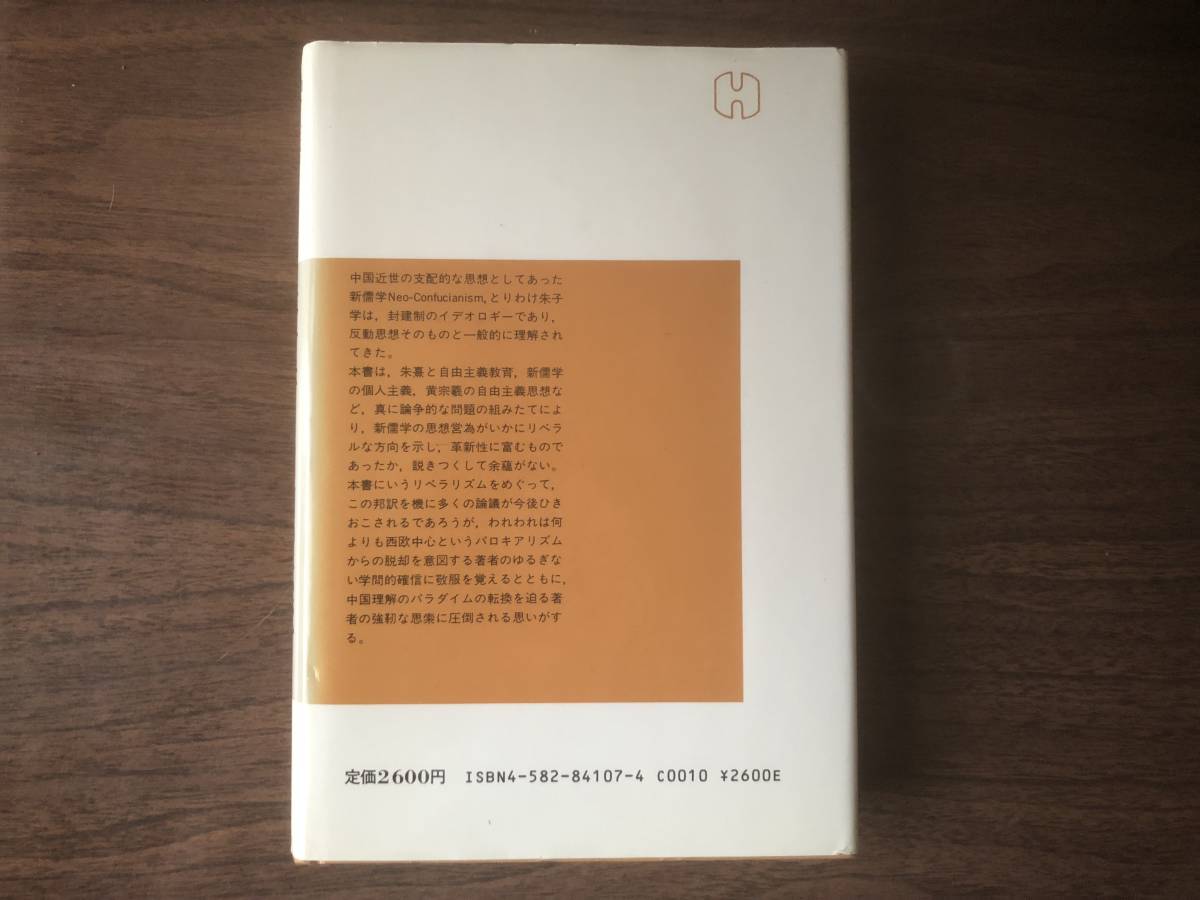 中国近世の支配的な思想としてあった
新儒学Neo-Confucianism,とりわけ朱子
学は，封建制のイデオロギーであり，
反動思想そのものと一般的に理解され
てきた。
本書は，朱熹と自由主義教育，新儒学
の個人主義，黄宗羲の自由主義思想な
ど，真に論争的な問題の組みたてによ
り，新儒学の思想営為がいかにリベラ
ルな方向を示し，革新性に富むもので
あったか，説きつくして余蘊がない。
本書にいうリベラリズムをめぐって，
この邦訳を機に多くの論議が今後ひき
おこされるであろうが，われわれは何
よりも西欧中心というパロキアリズム
からの脱却を意図する著者のゆるぎな
い学問的確信に敬服を覚えるとともに，
中国理解のパラダイムの転換を迫る著
者の強靭な思索に圧倒される思いがす
る。
定価2600円 ISBN4-582-84107-4 C0010 ¥2600E